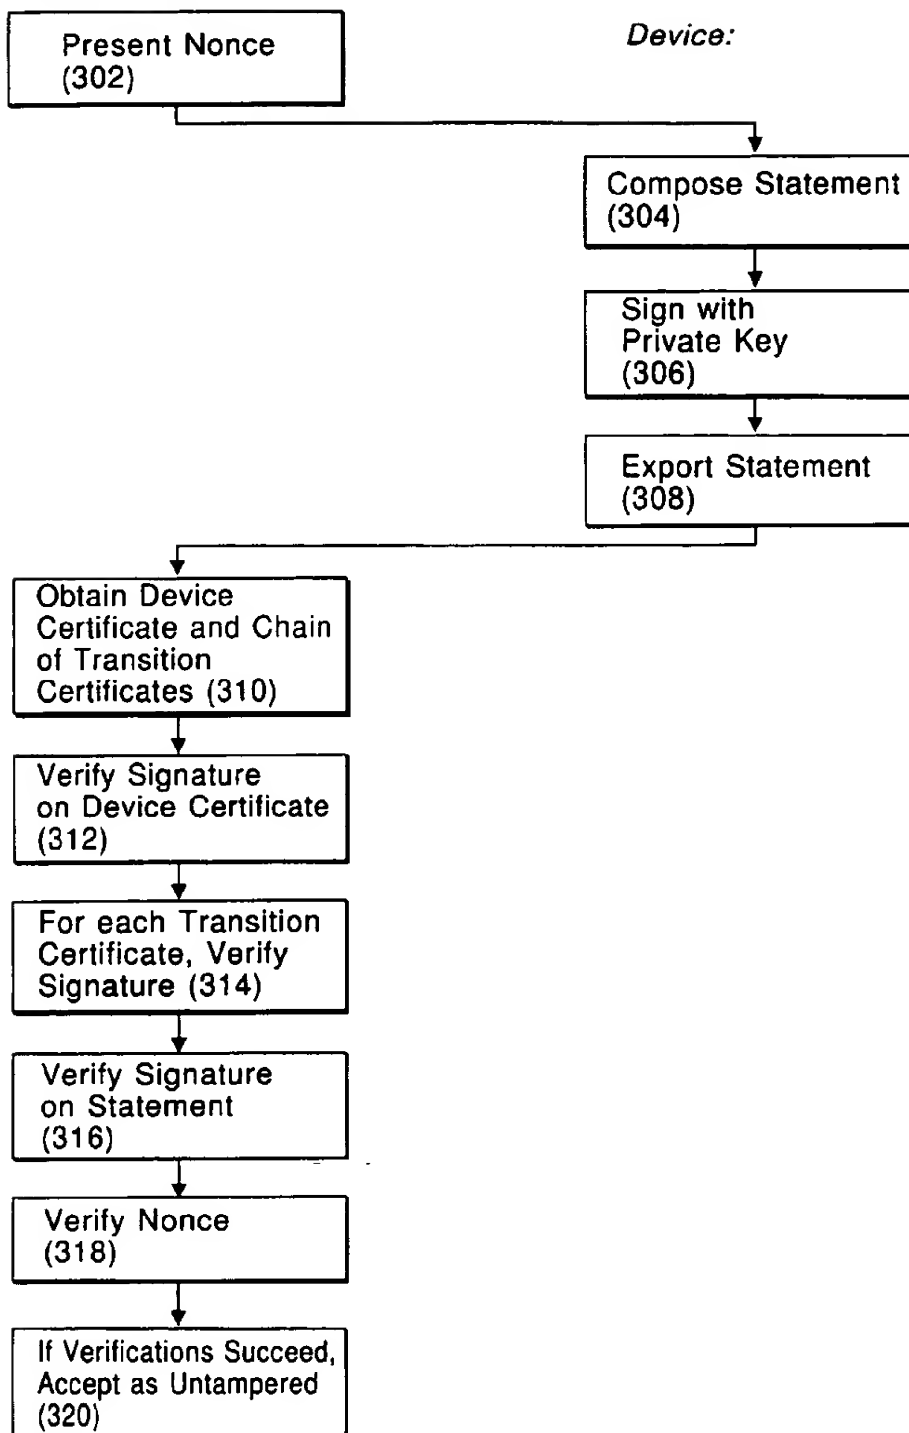 Present Nonce
(302)
Device:
Compose Statement
(304)
Sign with
Private Key
(306)
Export Statement
(308)
Obtain Device
Certificate and Chain
of Transition
Certificates (310)
Verify Signature
on Device Certificate
(312)
For each Transition
Certificate, Verify
Signature (314)
Verify Signature
on Statement
(316)
Verify Nonce
(318)
If Verifications Succeed,
Accept as Untampered
(320)